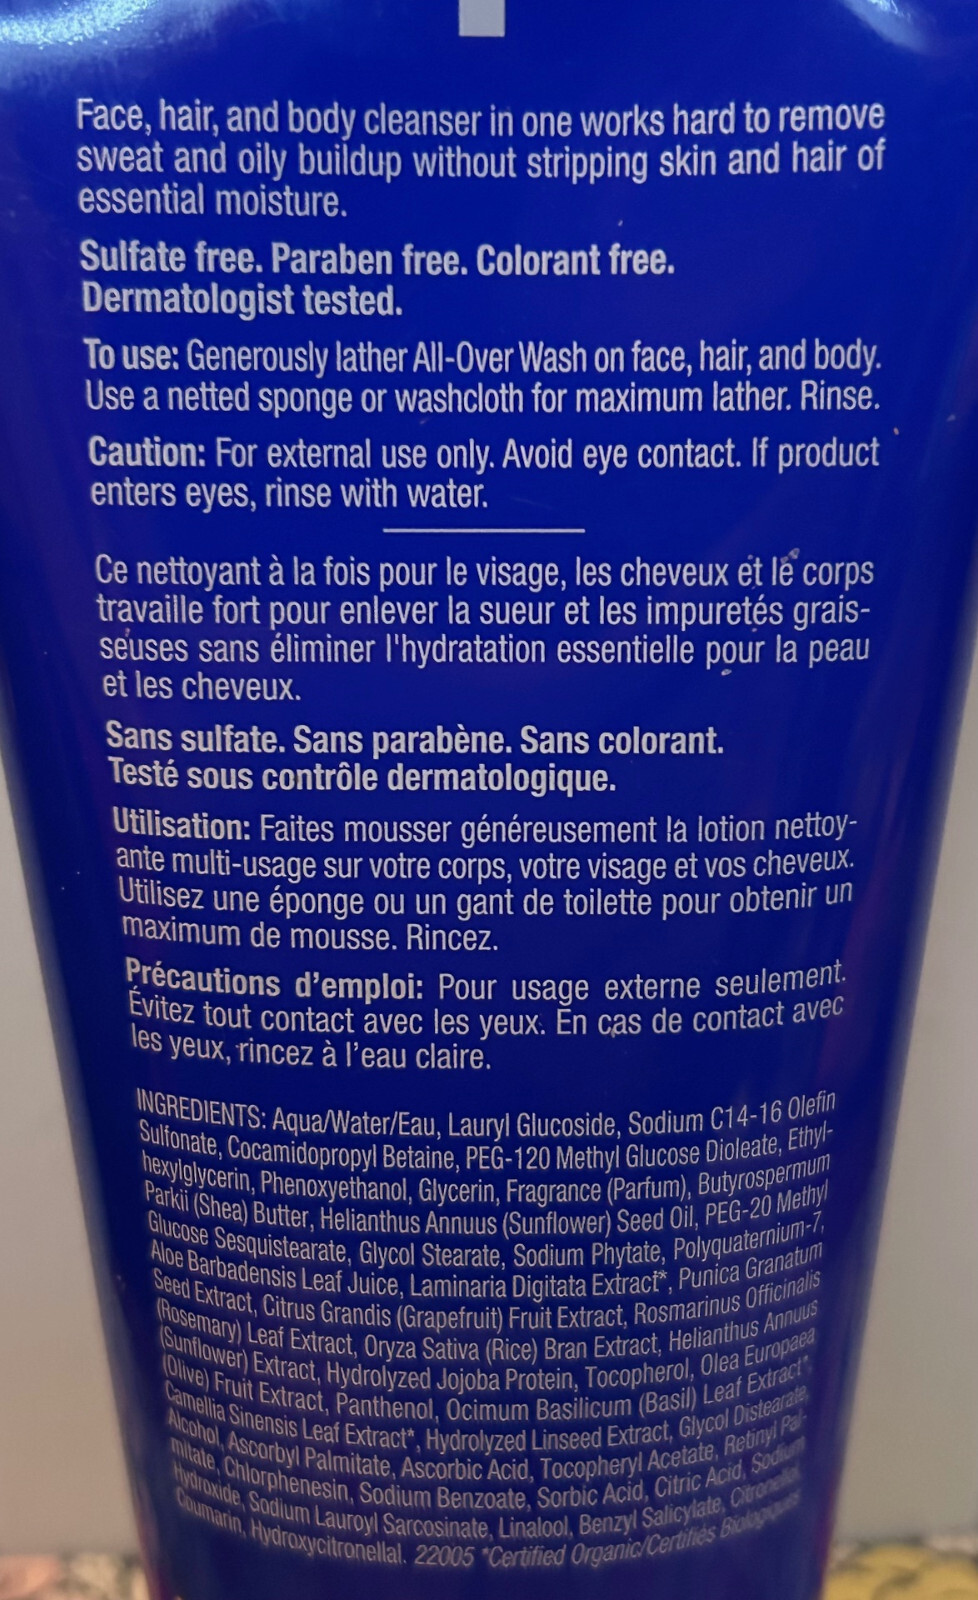 Face, hair, and body cleanser in one works hard to remove
sweat and oily buildup without stripping skin and hair of
essential moisture.
Sulfate free. Paraben free. Colorant free.
Dermatologist tested.
To use: Generously lather All-Over Wash on face, hair, and body.
Use a netted sponge or washcloth for maximum lather. Rinse.
Caution: For external use only. Avoid eye contact. If product
enters eyes, rinse with water.
Ce nettoyant à la fois pour le visage, les cheveux et le corps
travaille fort pour enlever la sueur et les impuretés grais-
seuses sans éliminer l'hydratation essentielle pour la peau
et les cheveux.
Sans sulfate. Sans parabène. Sans colorant.
Testé sous contrôle dermatologique.
Utilisation: Faites mousser généreusement la lotion nettoy-
ante multi-usage sur votre corps, votre visage et vos cheveux.
Utilisez une éponge ou un gant de toilette pour obtenir un
maximum de mousse. Rincez.
Précautions d'emploi: Pour usage externe seulement.
Évitez tout contact avec les yeux. En cas de contact avec
les yeux, rincez à l'eau claire.
INGREDIENTS: Aqua/Water/Eau, Lauryl Glucoside, Sodium C14-16 Olefin
Sulfonate, Cocamidopropyl Betaine, PEG-120 Methyl Glucose Dioleate, Ethyl-
hexylglycerin, Phenoxyethanol, Glycerin, Fragrance (Parfum), Butyrospermum
Parkii (Shea) Butter, Helianthus Annuus (Sunflower) Seed Oil, PEG-20 Methyl
Glucose Sesquistearate, Glycol Stearate, Sodium Phytate, Polyquaternium-7,
Aloe Barbadensis Leaf Juice, Laminaria Digitata Extract*, Punica Granatum
Seed Extract, Citrus Grandis (Grapefruit) Fruit Extract, Rosmarinus Officinalis
(Rosemary) Leaf Extract, Oryza Sativa (Rice) Bran Extract, Helianthus Annuus
(Sunflower) Extract, Hydrolyzed Jojoba Protein, Tocopherol, Olea Europaea
(Olive) Fruit Extract, Panthenol, Ocimum Basilicum (Basil) Leaf Extract*,
Camellia Sinensis Leaf Extract*, Hydrolyzed Linseed Extract, Glycol Distearate,
Alcohol, Ascorbyl Palmitate, Ascorbic Acid, Tocopheryl Acetate, Retinyl Pal-
mitate, Chlorphenesin, Sodium Benzoate, Sorbic Acid, Citric Acid, Sodium
Hydroxide, Sodium Lauroyl Sarcosinate, Linalool, Benzyl Salicylate, Citronellol,
Coumarin, Hydroxycitronellal. 22005 *Certified Organic/Certifiés Biologiques